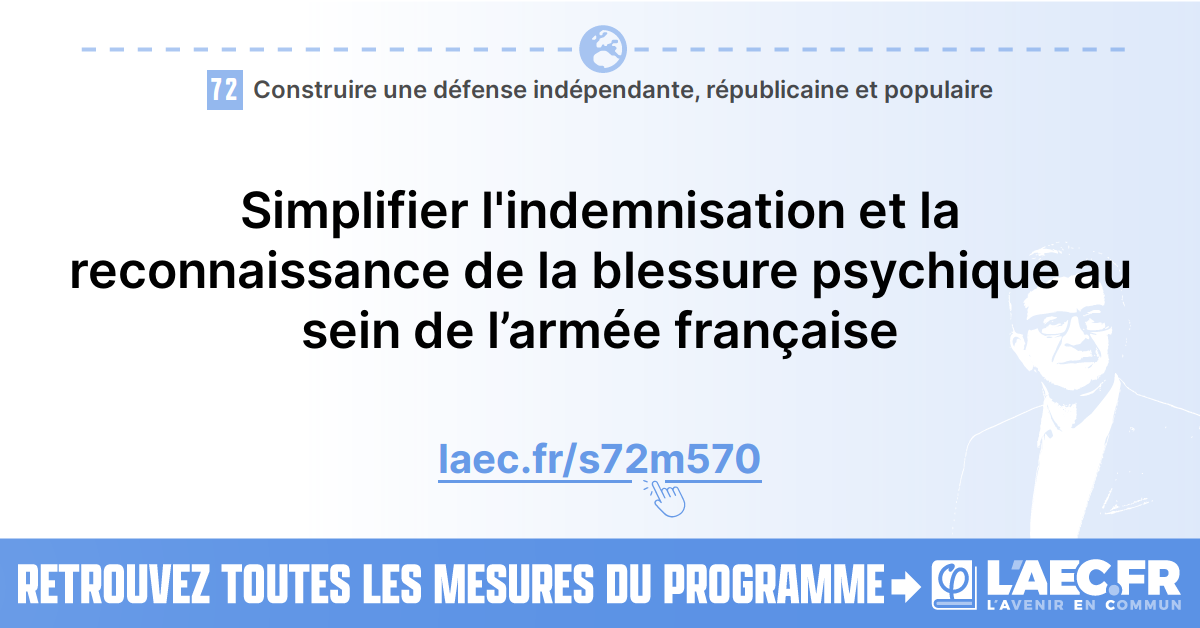 72 Construire une défense indépendante, républicaine et populaire
Simplifier l'indemnisation et la
reconnaissance de la blessure psychique au
sein de l’armée française
laec.fr/s72m570
RETROUVEZ TOUTES LES MESURES DU PROGRAMME
φ
L'AEC.FR
L'AVENIR EN COMMUN